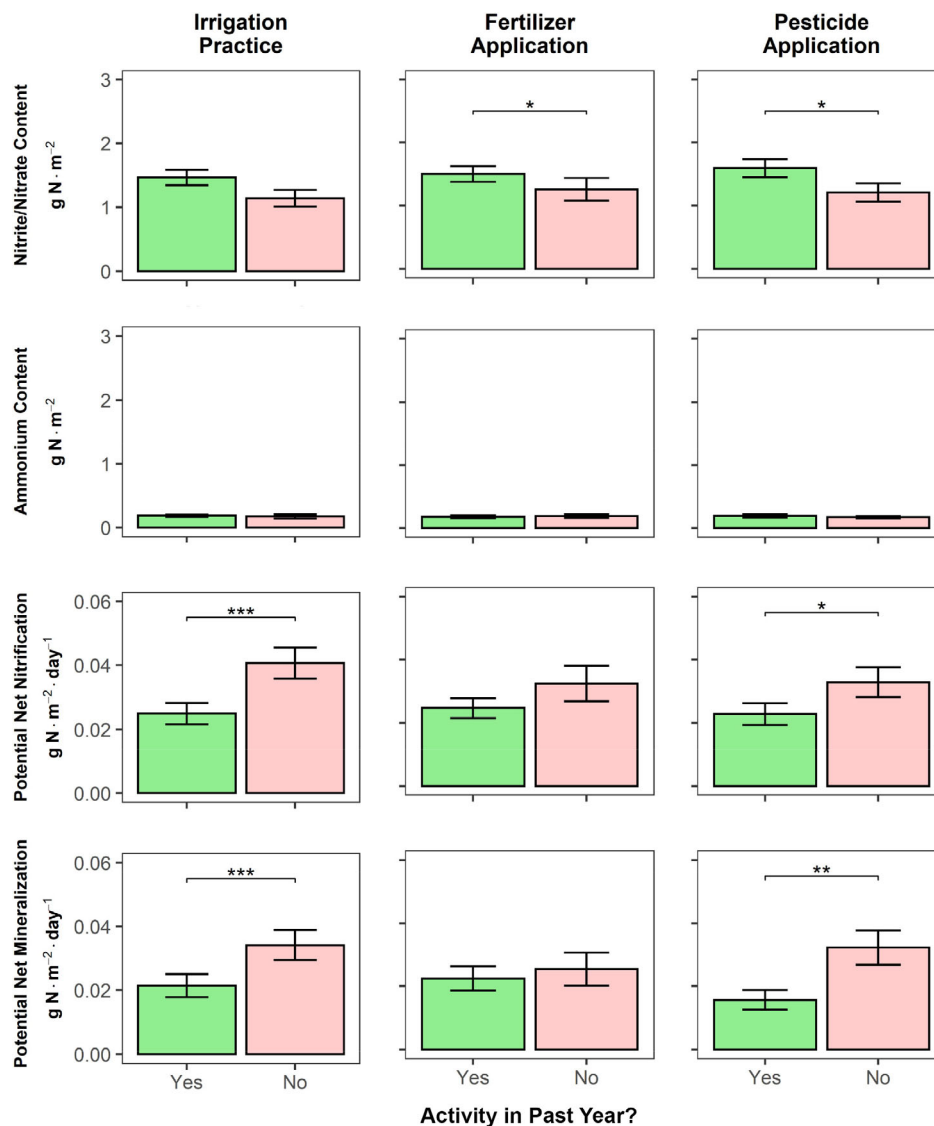 Irrigation
Practice
Fertilizer
Application
Pesticide
Application
Nitrite/Nitrate Content
g N · m⁻²
3
2
1
0
*
*
Ammonium Content
g N · m⁻²
3
2
1
0
Potential Net Nitrification
g N · m⁻² · day⁻¹
0.06
0.04
0.02
0.00
***
*
Potential Net Mineralization
g N · m⁻² · day⁻¹
0.06
0.04
0.02
0.00
***
**
Yes No Yes No Yes No
Activity in Past Year?